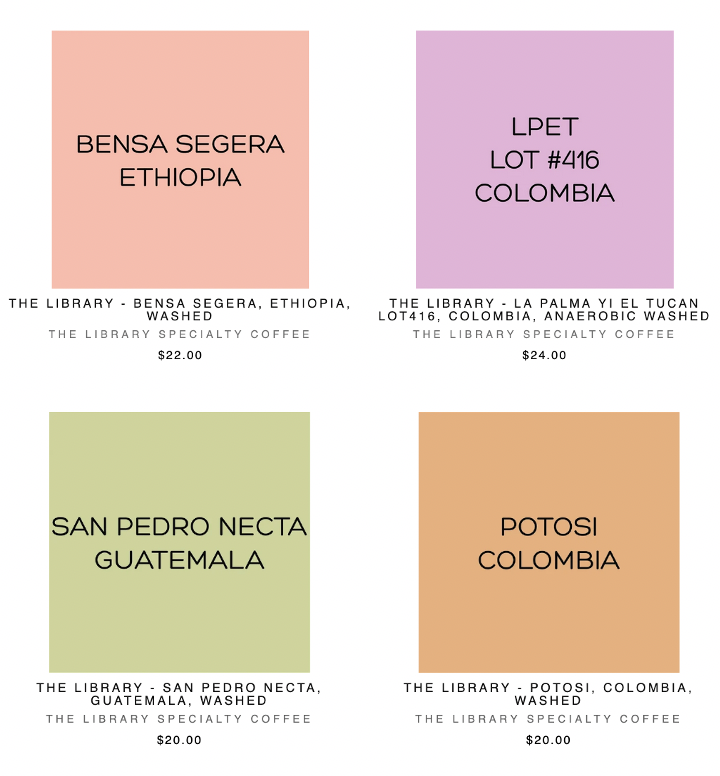 BENSA SEGERA
ETHIOPIA
THE LIBRARY - BENSA SEGERA, ETHIOPIA,
WASHED
THE LIBRARY SPECIALTY COFFEE
$22.00
LPET
LOT #416
COLOMBIA
THE LIBRARY - LA PALMA YI EL TUCAN
LOT416, COLOMBIA, ANAEROBIC WASHED
THE LIBRARY SPECIALTY COFFEE
$24.00
SAN PEDRO NECTA
GUATEMALA
THE LIBRARY - SAN PEDRO NECTA,
GUATEMALA, WASHED
THE LIBRARY SPECIALTY COFFEE
$20.00
POTOSI
COLOMBIA
THE LIBRARY - POTOSI, COLOMBIA,
WASHED
THE LIBRARY SPECIALTY COFFEE
$20.00